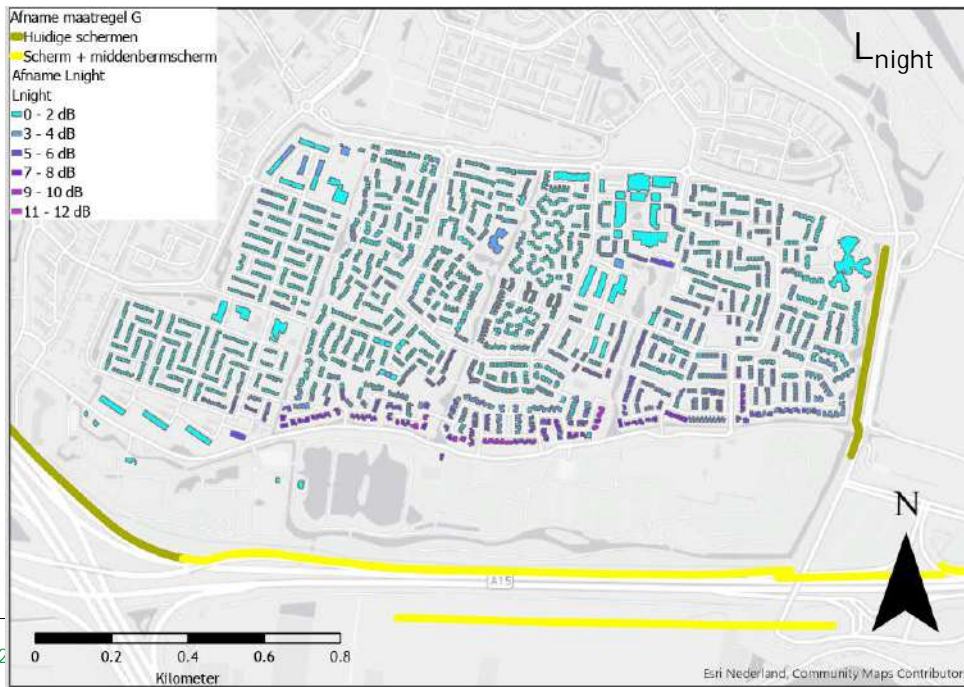 Afname maatregel G
Huidige schermen
Scherm + middenbermscherm
Afname Lnight
Lnight
0 - 2 dB
3 - 4 dB
5 - 6 dB
7 - 8 dB
9 - 10 dB
11 - 12 dB
Lnight
N
A15
0 0.2 0.4 0.6 0.8
Kilometer
Esri Nederland, Community Maps Contributor